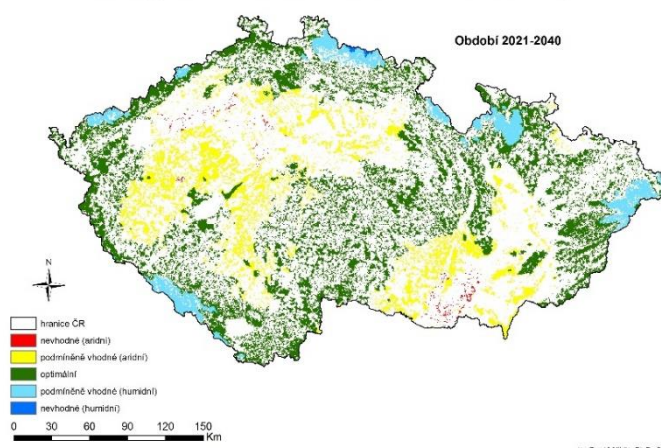 Období 2021-2040
N
hranice ČR
nevhodné (aridní)
podmíněně vhodné (aridní)
optimální
podmíněně vhodné (humidní)
nevhodné (humidní)
0 30 60 90 120 150
Km